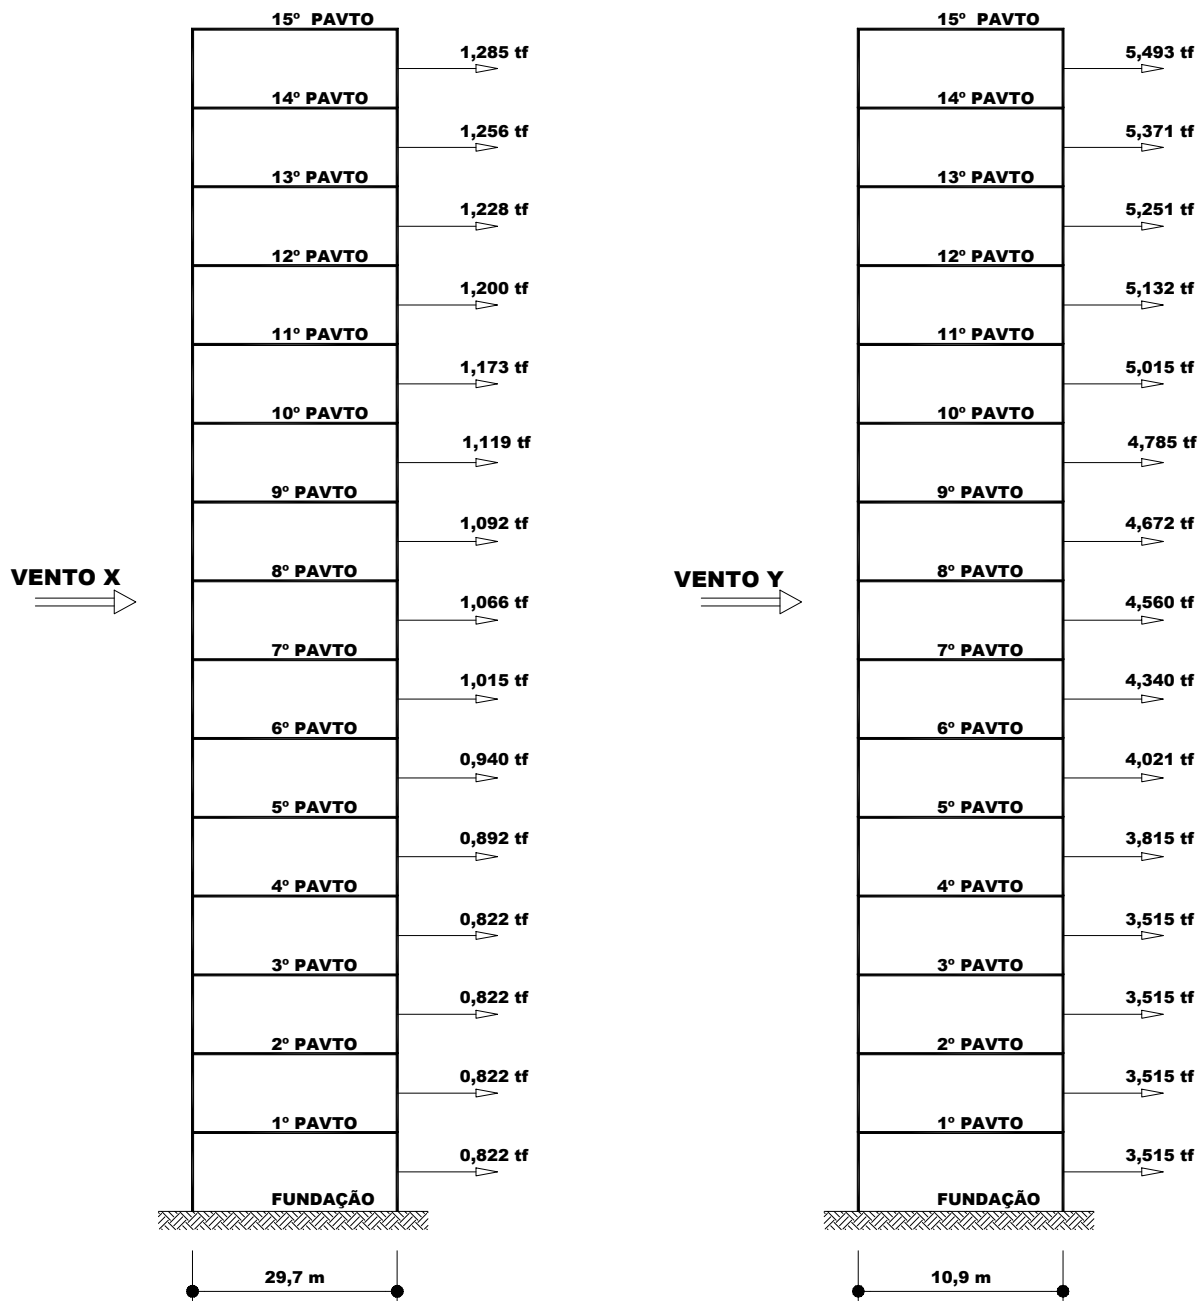 15º PAVTO
1,285 tf
14º PAVTO
1,256 tf
13º PAVTO
1,228 tf
12º PAVTO
1,200 tf
11º PAVTO
1,173 tf
10º PAVTO
1,119 tf
9º PAVTO
1,092 tf
VENTO X
8º PAVTO
1,066 tf
7º PAVTO
1,015 tf
6º PAVTO
0,940 tf
5º PAVTO
0,892 tf
4º PAVTO
0,822 tf
3º PAVTO
0,822 tf
2º PAVTO
0,822 tf
1º PAVTO
0,822 tf
FUNDAÇÃO
29,7 m
15º PAVTO
5,493 tf
14º PAVTO
5,371 tf
13º PAVTO
5,251 tf
12º PAVTO
5,132 tf
11º PAVTO
5,015 tf
10º PAVTO
4,785 tf
9º PAVTO
4,672 tf
VENTO Y
8º PAVTO
4,560 tf
7º PAVTO
4,340 tf
6º PAVTO
4,021 tf
5º PAVTO
3,815 tf
4º PAVTO
3,515 tf
3º PAVTO
3,515 tf
2º PAVTO
3,515 tf
1º PAVTO
3,515 tf
FUNDAÇÃO
10,9 m